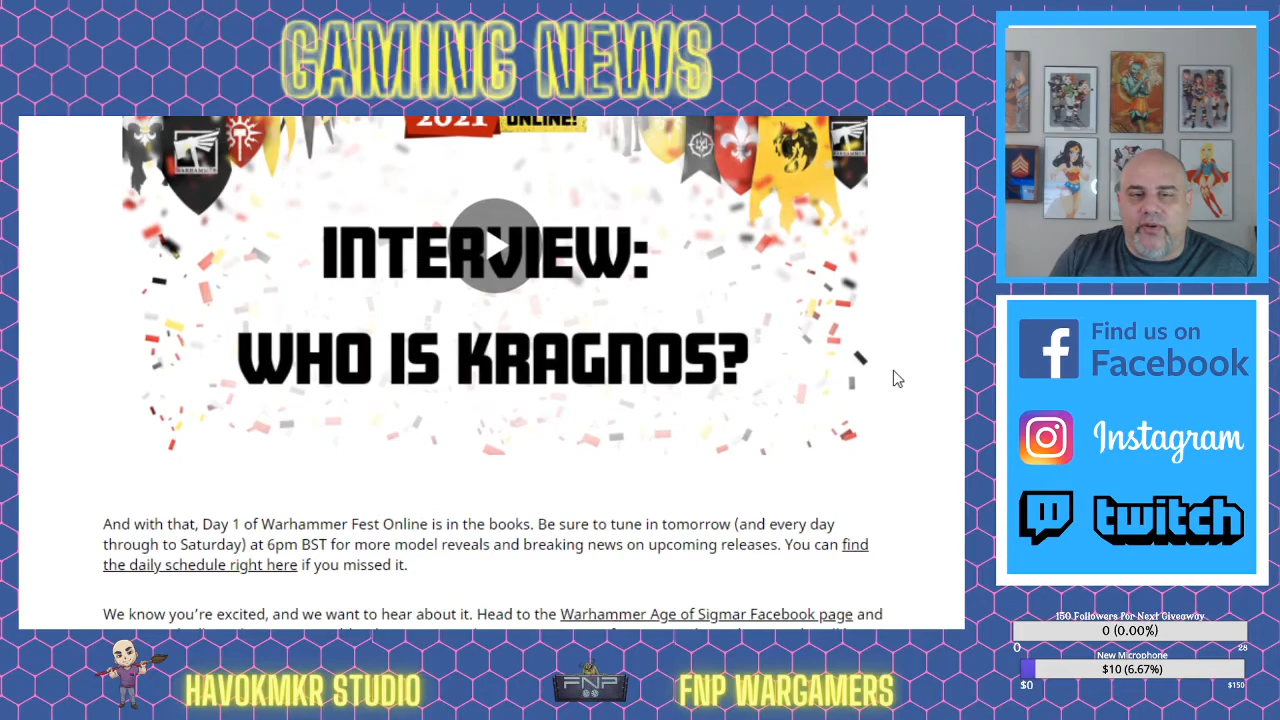 GAMING NEWS
2021 ONLINE!
WARHAMMER
WARHAMMER
INTERVIEW:
WHO IS KRAGNOS?
And with that, Day 1 of Warhammer Fest Online is in the books. Be sure to tune in tomorrow (and every day
through to Saturday) at 6pm BST for more model reveals and breaking news on upcoming releases. You can find
the daily schedule right here if you missed it.
We know you're excited, and we want to hear about it. Head to the Warhammer Age of Sigmar Facebook page and
Find us on
Facebook
Instagram
twitch
150 Followers For Next Giveaway
0 (0.00%)
0 28
New Microphone
$10 (6.67%)
$0 $150
HAVOKMKR STUDIO
FNP
FNP WARGAMERS